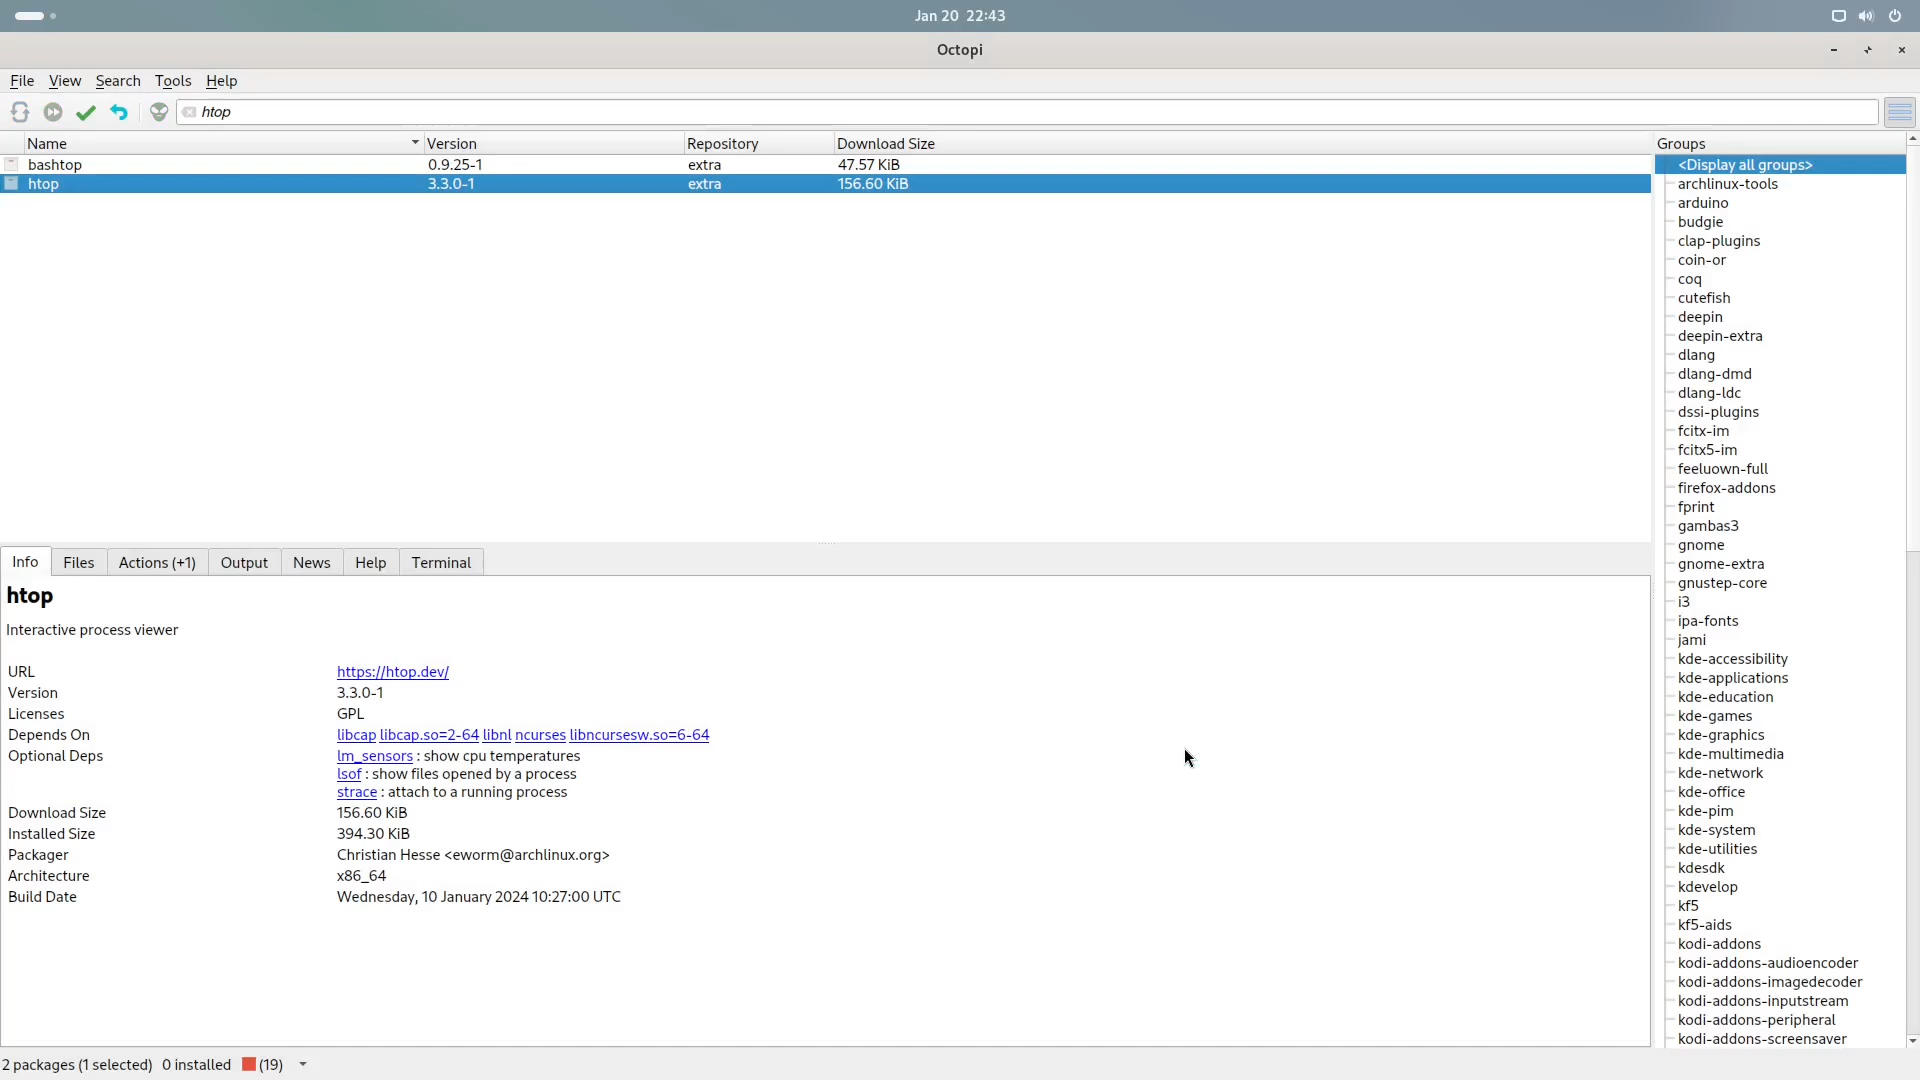 Jan 20 22:43
Octopi
File View Search Tools Help
htop
Name Version Repository Download Size
bashtop 0.9.25-1 extra 47.57 KiB
htop 3.3.0-1 extra 156.60 KiB
Info Files Actions (+1) Output News Help Terminal
htop
Interactive process viewer
URL https://htop.dev/
Version 3.3.0-1
Licenses GPL
Depends On libcap libcap.so=2-64 libnl ncurses libncursesw.so=6-64
Optional Deps lm_sensors : show cpu temperatures
lsof : show files opened by a process
strace : attach to a running process
Download Size 156.60 KiB
Installed Size 394.30 KiB
Packager Christian Hesse <eworm@archlinux.org>
Architecture x86_64
Build Date Wednesday, 10 January 2024 10:27:00 UTC
Groups
<Display all groups>
archlinux-tools
arduino
budgie
clap-plugins
coin-or
coq
cutefish
deepin
deepin-extra
dlang
dlang-dmd
dlang-ldc
dssi-plugins
fcitx-im
fcitx5-im
feeluown-full
firefox-addons
fprint
gambas3
gnome
gnome-extra
gnustep-core
i3
ipa-fonts
jami
kde-accessibility
kde-applications
kde-education
kde-games
kde-graphics
kde-multimedia
kde-network
kde-office
kde-pim
kde-system
kde-utilities
kdesdk
kdevelop
kf5
kf5-aids
kodi-addons
kodi-addons-audioencoder
kodi-addons-imagedecoder
kodi-addons-inputstream
kodi-addons-peripheral
kodi-addons-screensaver
2 packages (1 selected) 0 installed (19)